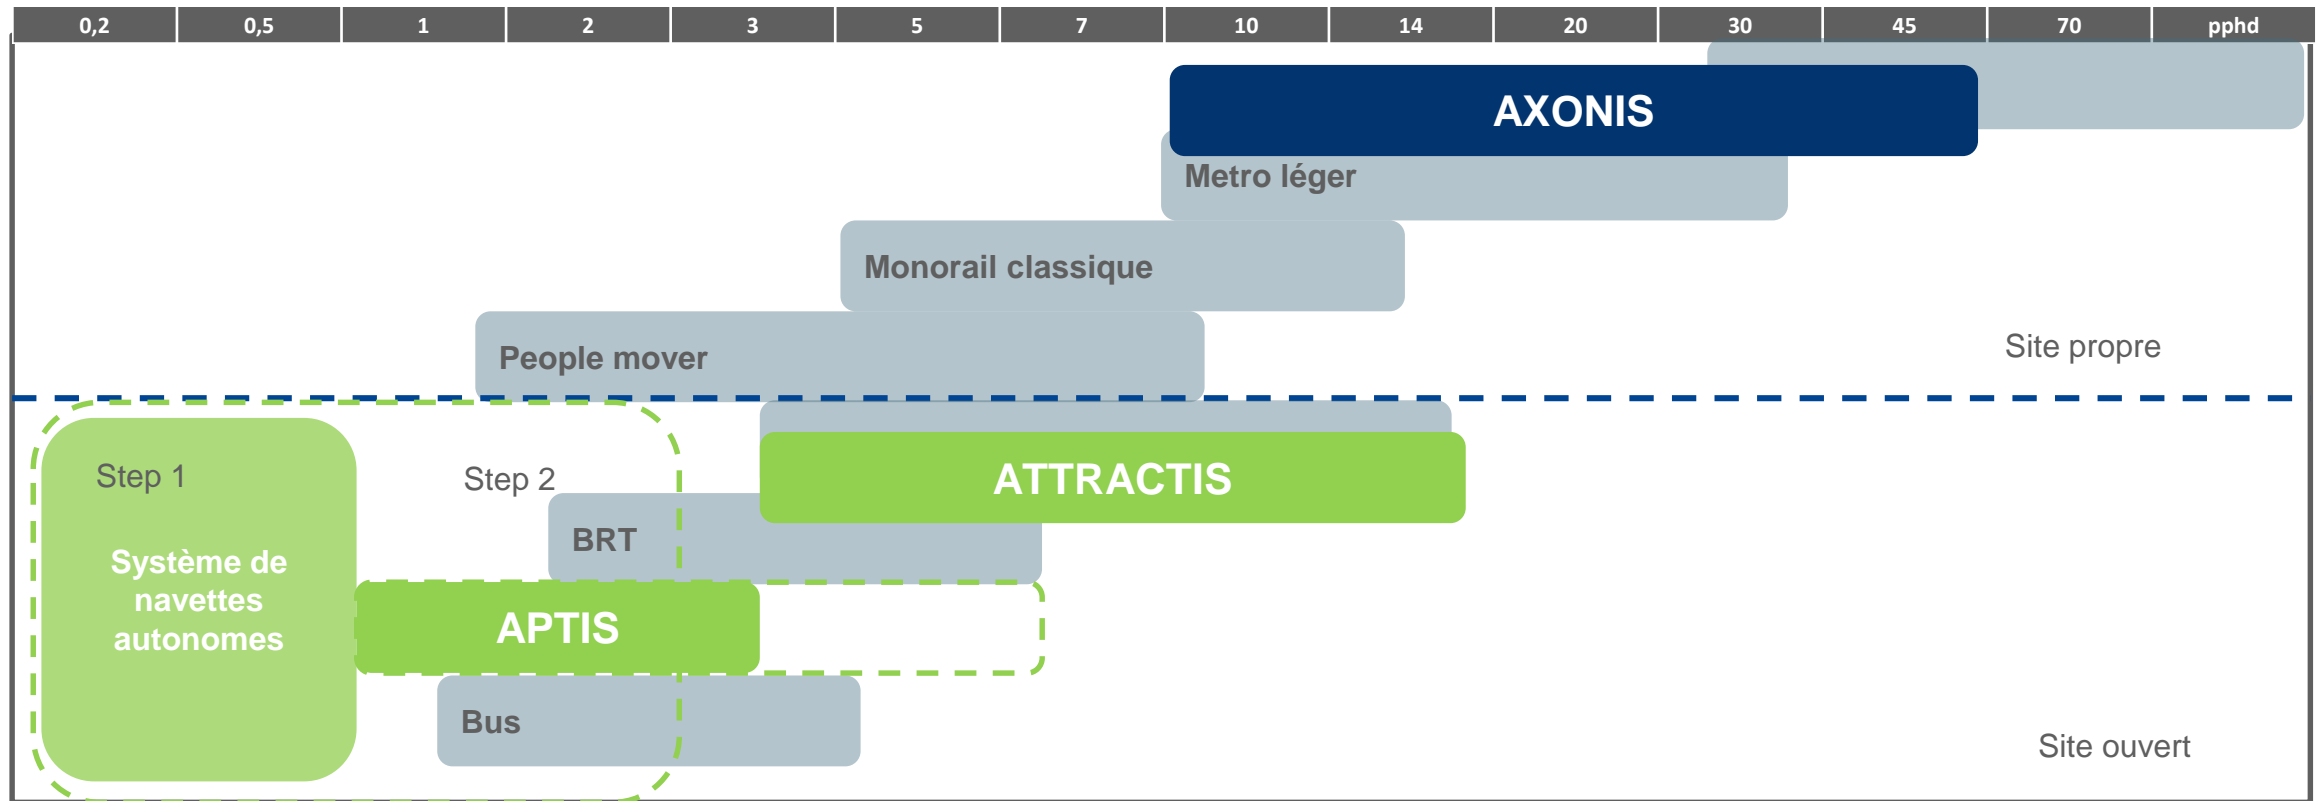 0,2 0,5 1 2 3 5 7 10 14 20 30 45 70 pphd
AXONIS
Metro léger
Monorail classique
People mover
Site propre
Step 1
Step 2
ATTRACTIS
BRT
Système de
navettes
autonomes
APTIS
Bus
Site ouvert